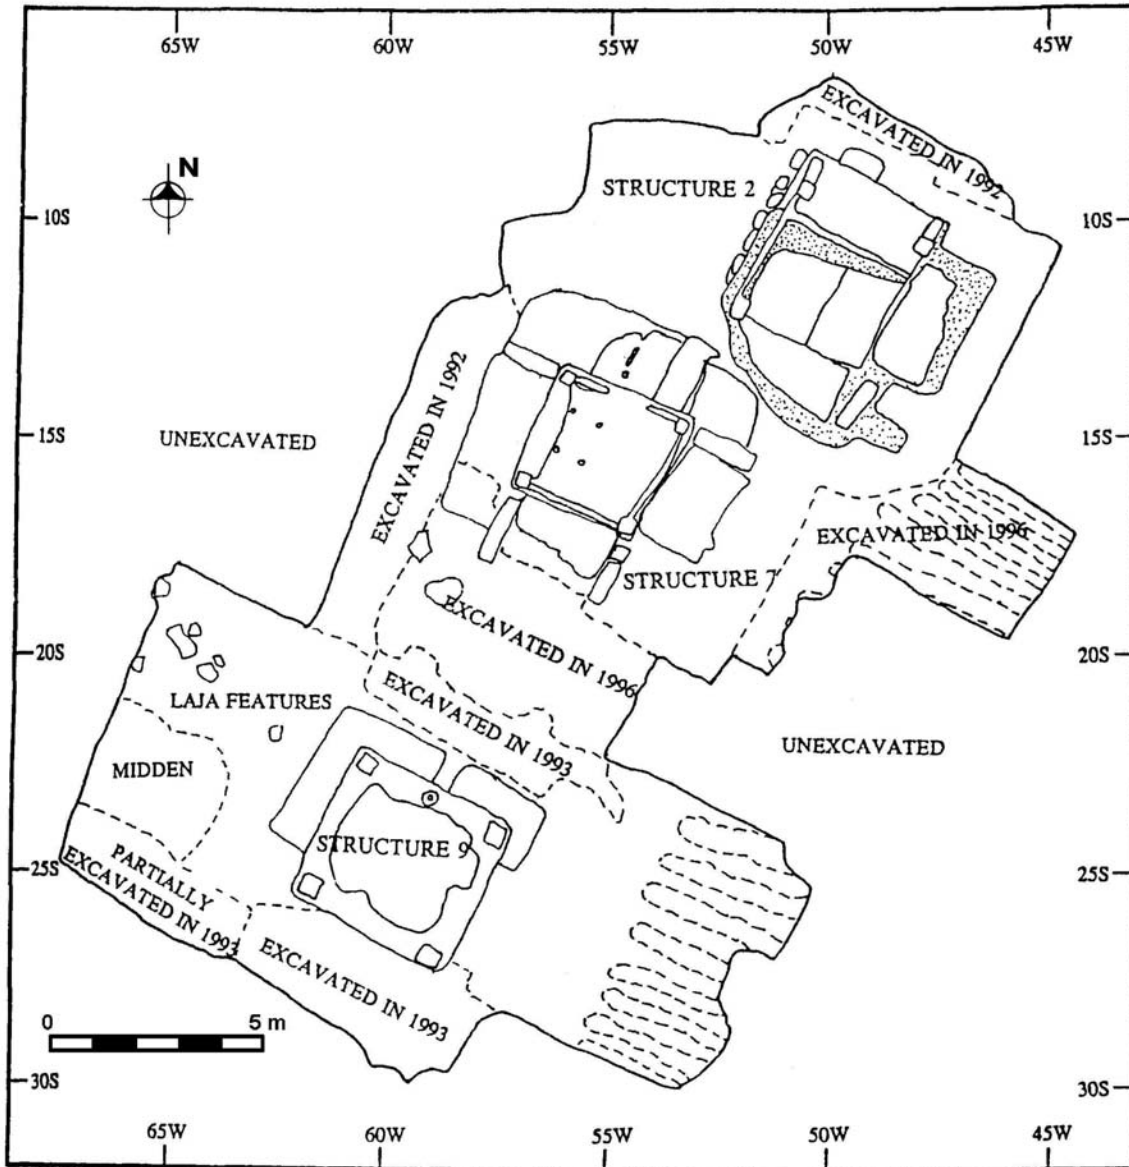 65W 60W 55W 50W 45W
EXCAVATED IN 1992
N
STRUCTURE 2
10S 10S
EXCAVATED IN 1992
15S 15S
UNEXCAVATED
EXCAVATED IN 1996
STRUCTURE 7
EXCAVATED IN 1996
20S 20S
LAJA FEATURES
EXCAVATED IN 1993
UNEXCAVATED
MIDDEN
STRUCTURE 9
PARTIALLY
EXCAVATED IN 1993
25S 25S
EXCAVATED IN 1993
0 5 m
30S 30S
65W 60W 55W 50W 45W